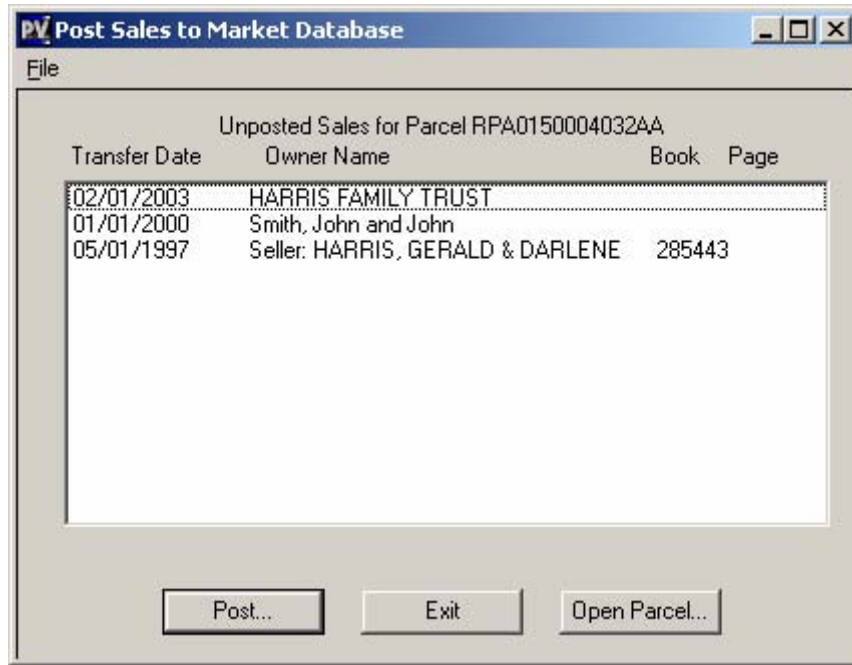 PV Post Sales to Market Database
File
Unposted Sales for Parcel RPA0150004032AA
Transfer Date Owner Name Book Page
02/01/2003 HARRIS FAMILY TRUST
01/01/2000 Smith, John and John
05/01/1997 Seller: HARRIS, GERALD & DARLENE 285443
Post... Exit Open Parcel...